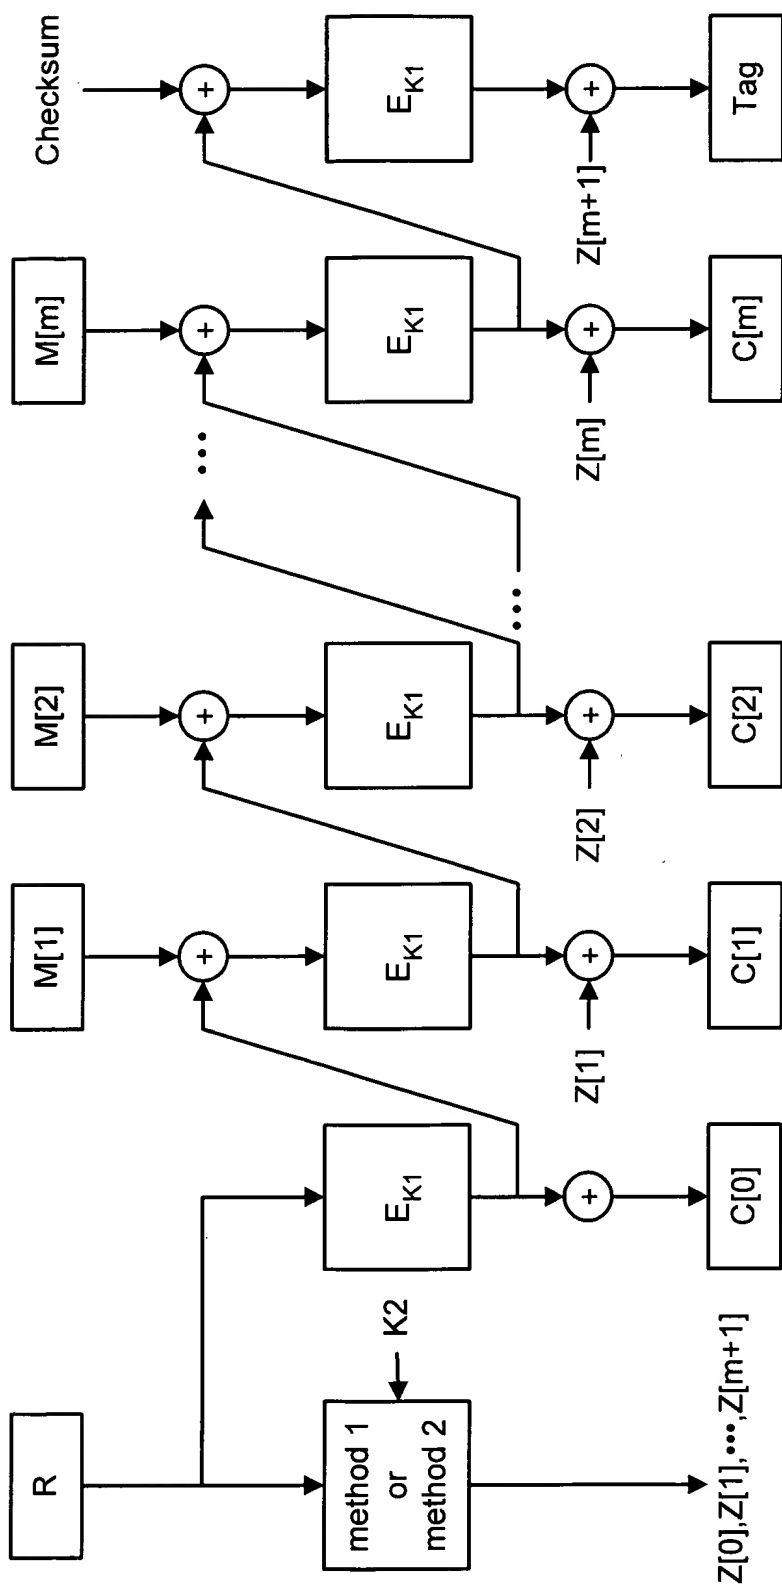 R
M[1]
M[2]
M[m]
Checksum
+
+
...
+
+
method 1
or
method 2
K2
E_K1
E_K1
E_K1
E_K1
E_K1
...
+
Z[1]
+
Z[2]
+
Z[m]
+
Z[m+1]
+
Z[0],Z[1],...,Z[m+1]
C[0]
C[1]
C[2]
C[m]
Tag